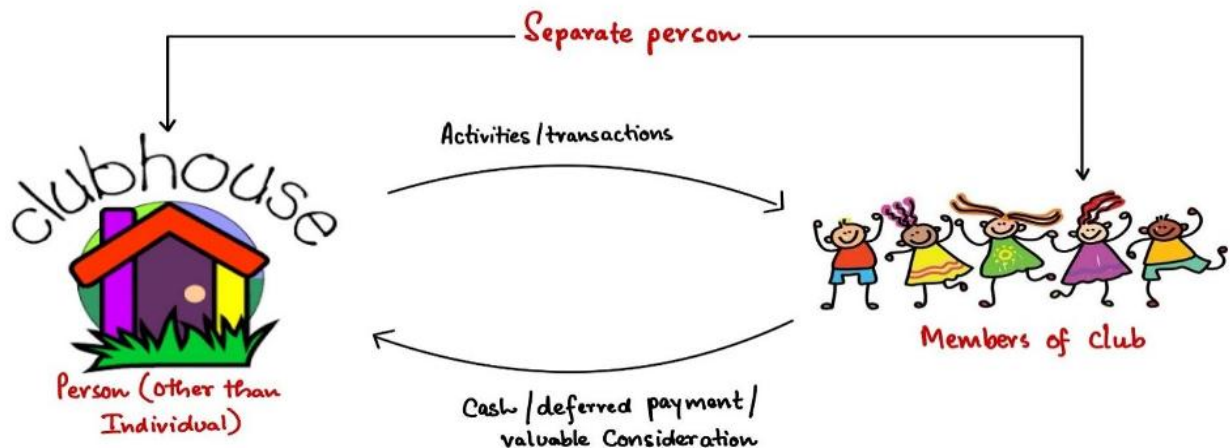 Separate person
Activities/transactions
clubhouse
Members of club
Person (other than
Individual)
Cash/deferred payment/
valuable Consideration